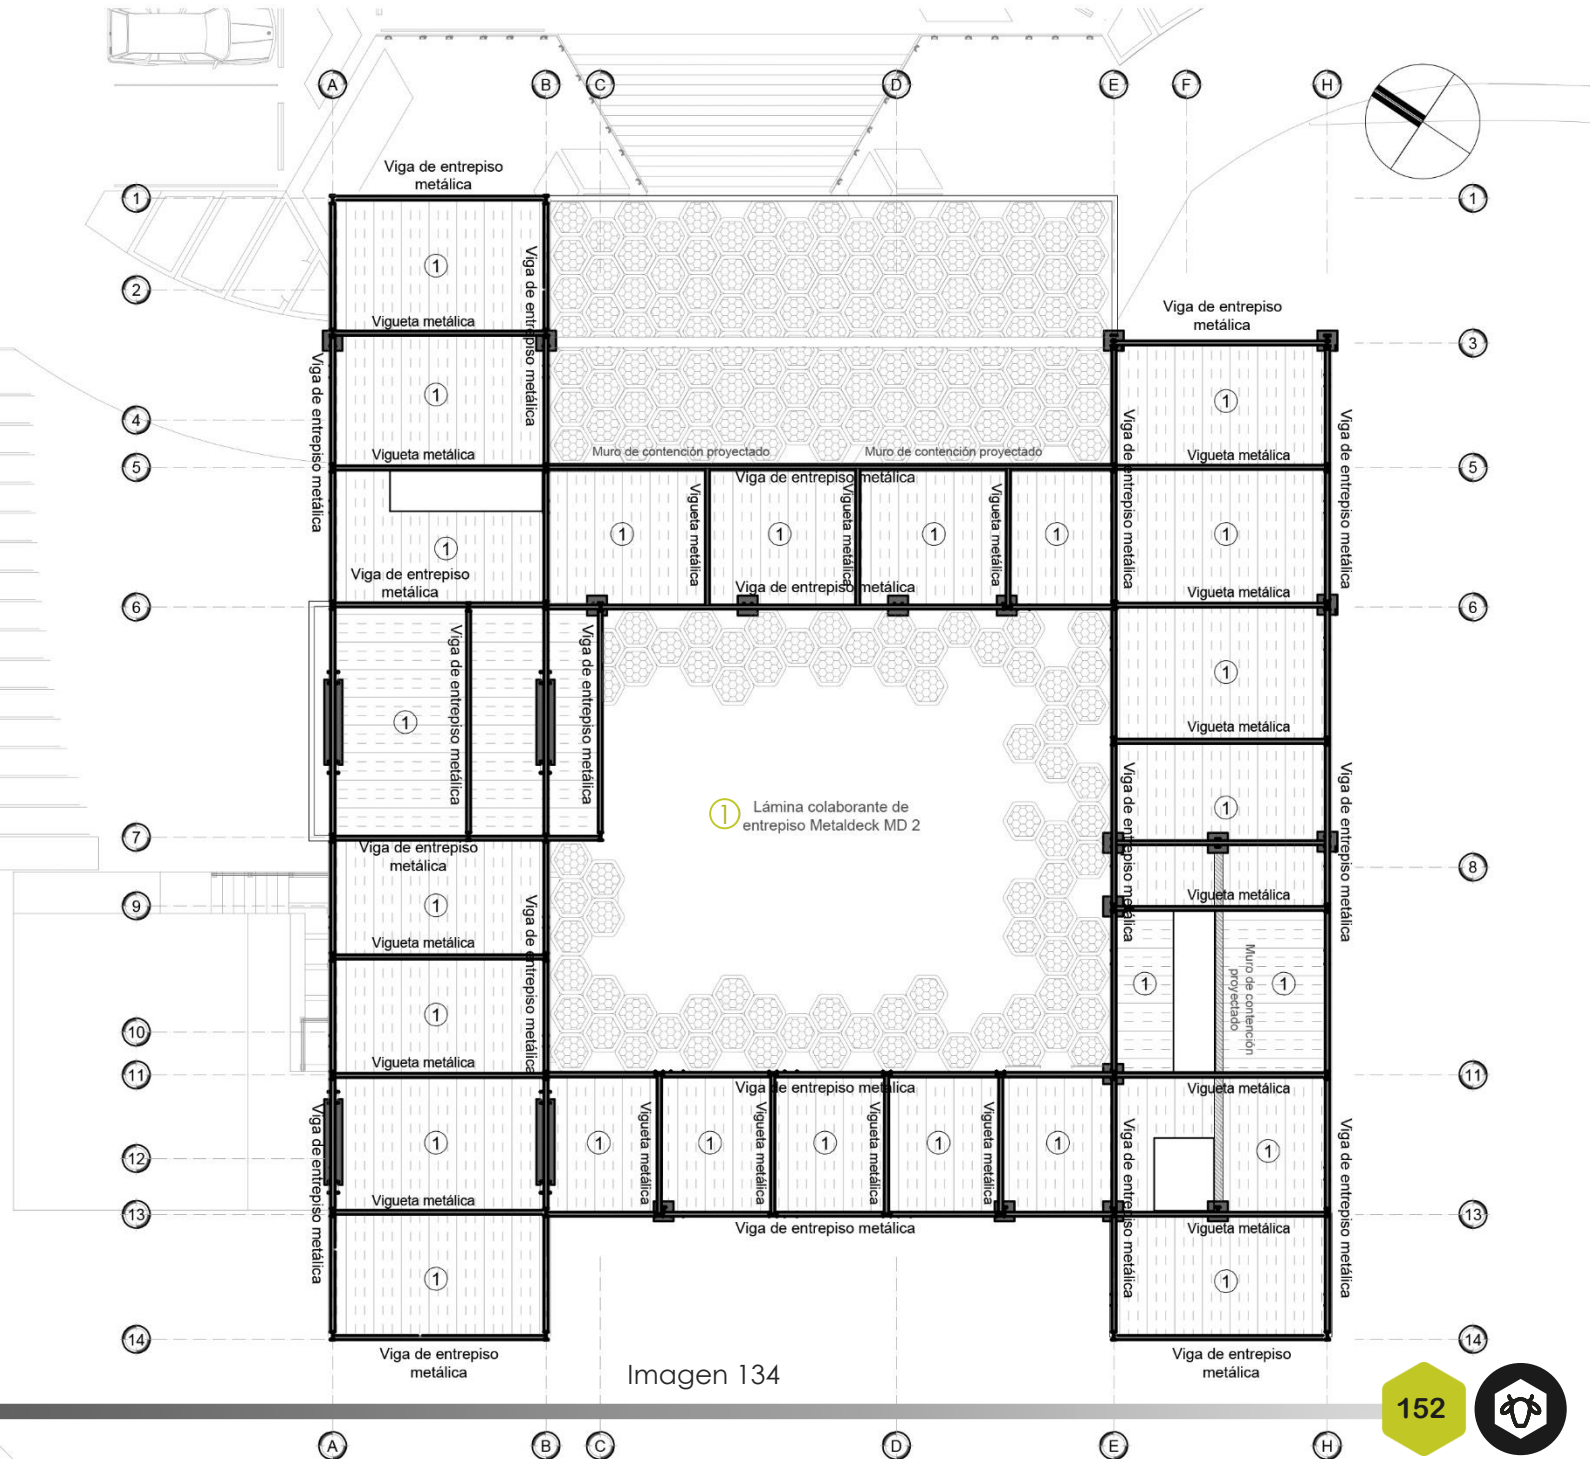 A B C D E F H
Viga de entrepiso
metálica
1
1
1
Viga de entrepiso metálica
2
Viga de entrepiso
metálica
Vigueta metálica
3
Viga de entrepiso metálica
1
1
4
Viga de entrepiso metálica
Viga de entrepiso metálica
Vigueta metálica
Muro de contención proyectado
Muro de contención proyectado
Vigueta metálica
5
5
Viga de entrepiso metálica
Vigueta metálica
Vigueta metálica
Vigueta metálica
1
1
1
1
1
1
Viga de entrepiso
metálica
Viga de entrepiso metálica
Vigueta metálica
6
6
Viga de entrepiso metálica
Viga de entrepiso metálica
1
1
Vigueta metálica
Viga de entrepiso metálica
Viga de entrepiso metálica
1
Lámina colaborante de
entrepiso Metaldeck MD 2
1
7
Viga de entrepiso
metálica
8
Vigueta metálica
9
1
Viga de entrepiso metálica
Vigueta metálica
Muro de contención
proyectado
1
1
1
10
Vigueta metálica
11
11
Viga de entrepiso metálica
Vigueta metálica
Viga de entrepiso metálica
Vigueta metálica
Vigueta metálica
Vigueta metálica
Vigueta metálica
Viga de entrepiso metálica
Viga de entrepiso metálica
1
1
1
1
1
1
1
12
Vigueta metálica
13
13
Viga de entrepiso metálica
Vigueta metálica
1
1
14
14
Viga de entrepiso
metálica
Viga de entrepiso
metálica
Imagen 134
152
A B C D E H